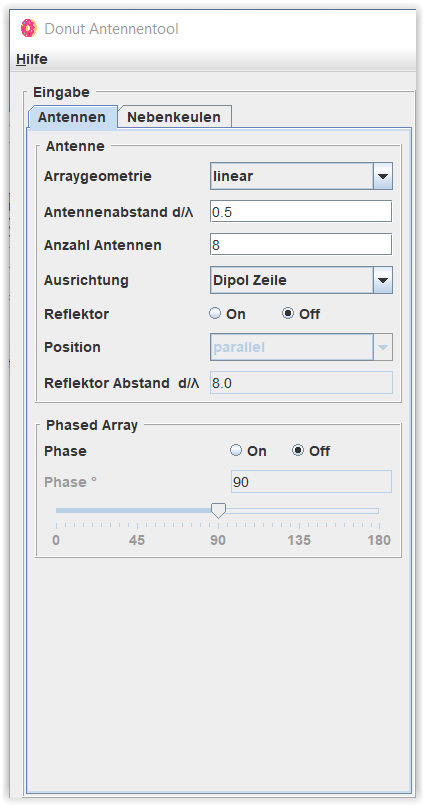 Donut Antennentool
Hilfe
Eingabe
Antennen Nebenkeulen
Antenne
Arraygeometrie linear
Antennenabstand d/λ 0.5
Anzahl Antennen 8
Ausrichtung Dipol Zeile
Reflektor On Off
Position parallel
Reflektor Abstand d/λ 8.0
Phased Array
Phase On Off
Phase ° 90
0 45 90 135 180